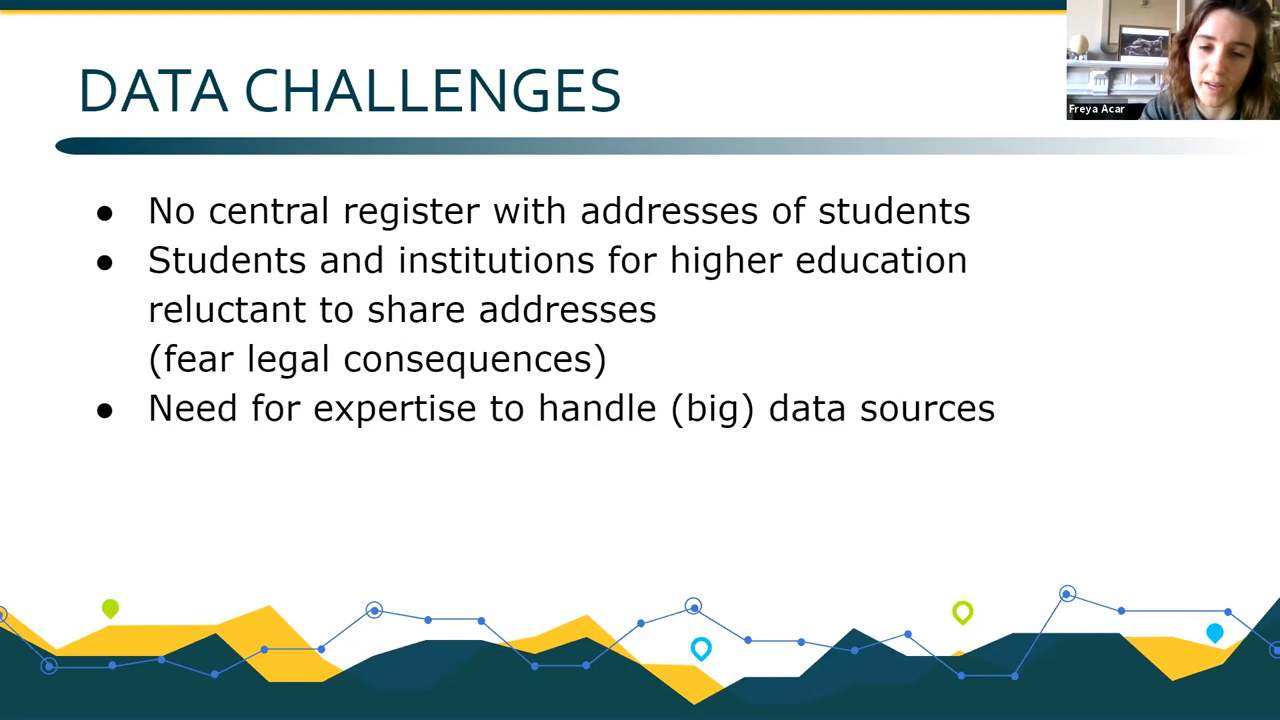 DATA CHALLENGES
Freya Acar
● No central register with addresses of students
● Students and institutions for higher education
reluctant to share addresses
(fear legal consequences)
● Need for expertise to handle (big) data sources